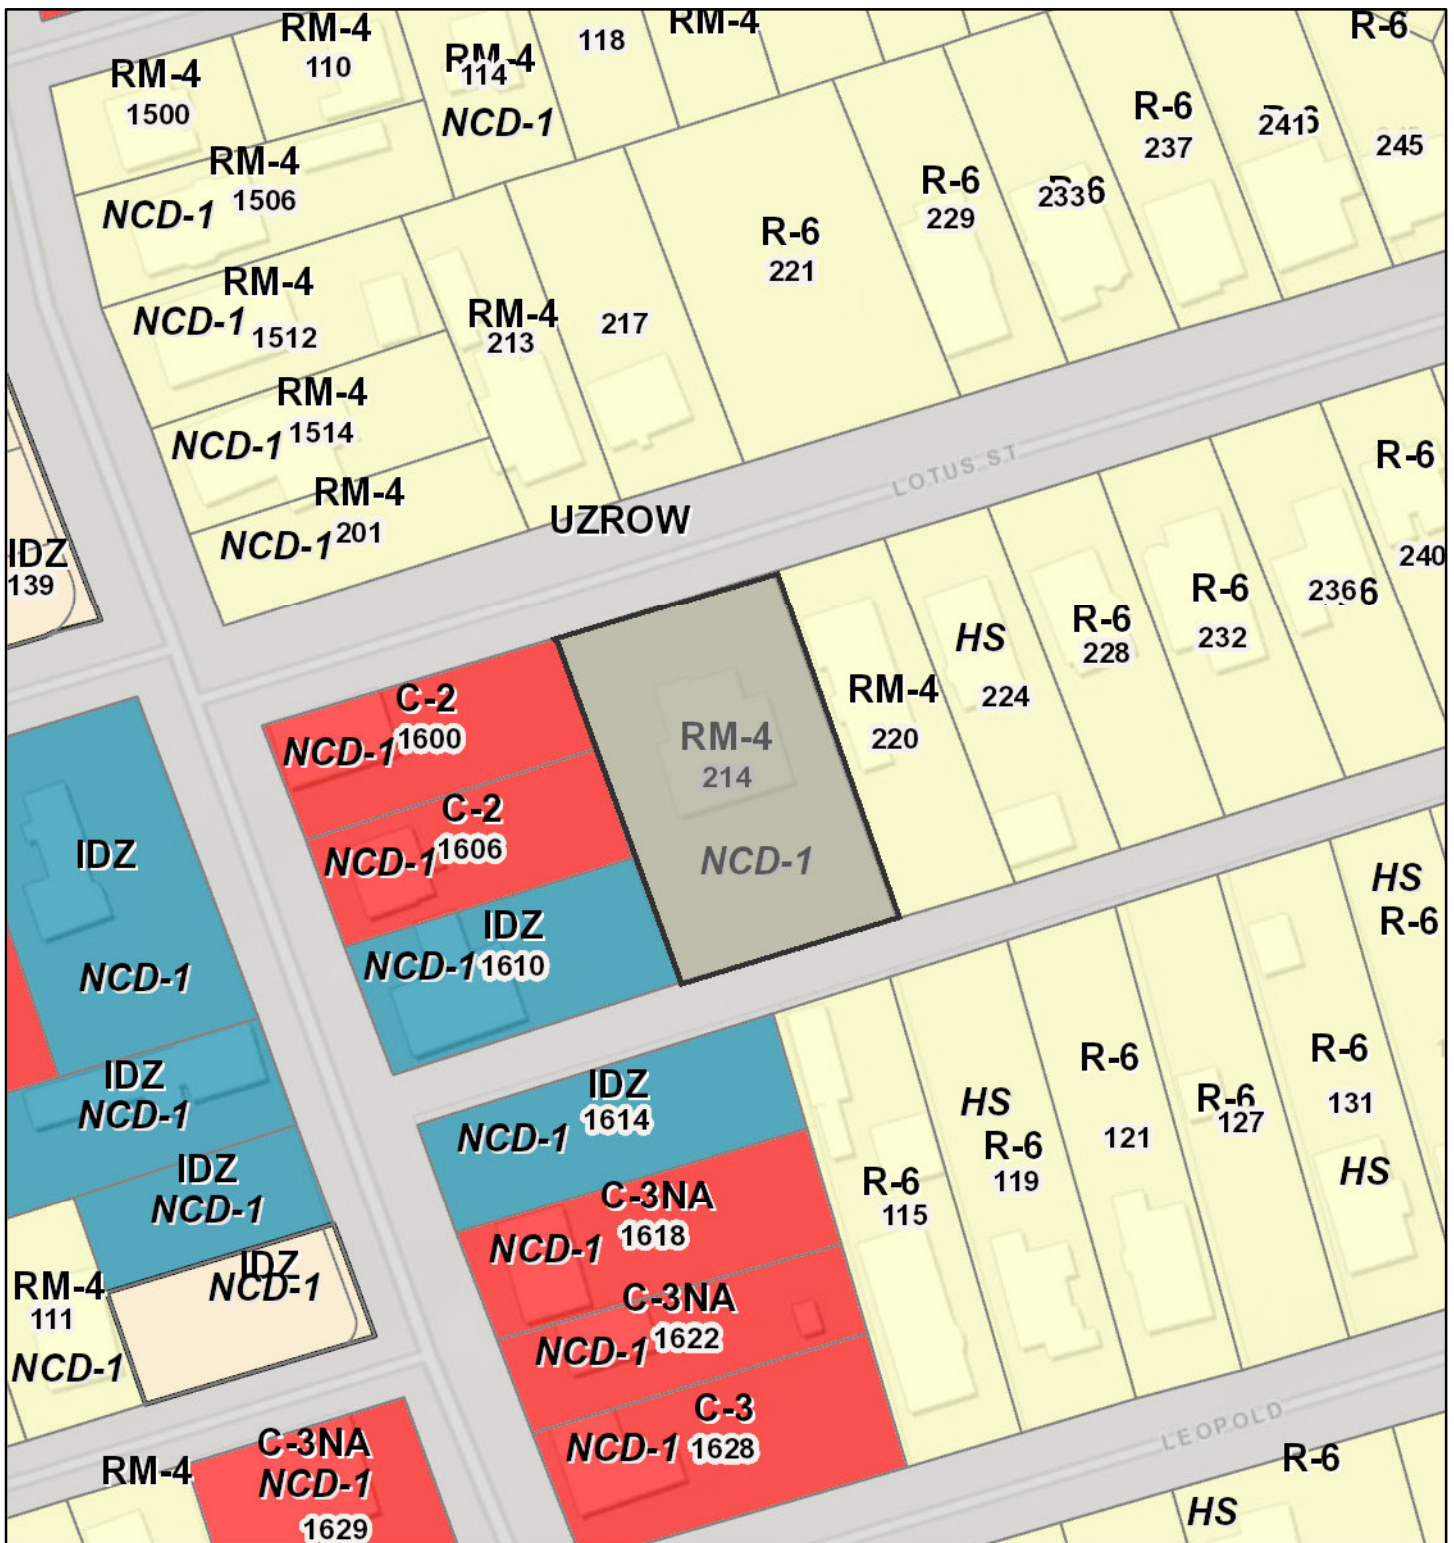 RM-4
110
RM-4
114
118
RM-4
R-6
RM-4
1500
NCD-1
R-6
237
241
245
RM-4
1506
NCD-1
R-6
229
233
R-6
221
RM-4
NCD-1
1512
RM-4
213
217
RM-4
NCD-1
1514
RM-4
NCD-1
201
UZROW
LOTUS ST
R-6
240
IDZ
139
R-6
232
236
R-6
228
HS
224
RM-4
220
C-2
NCD-1
1600
RM-4
214
NCD-1
C-2
NCD-1
1606
IDZ
NCD-1
1610
IDZ
NCD-1
HS
R-6
IDZ
NCD-1
IDZ
1614
NCD-1
HS
R-6
119
R-6
121
R-6
127
R-6
131
HS
IDZ
NCD-1
C-3NA
NCD-1
1618
R-6
115
RM-4
111
NCD-1
IDZ
NCD-1
C-3NA
NCD-1
1622
C-3
NCD-1
1628
LEOPOLD
RM-4
C-3NA
NCD-1
1629
R-6
HS